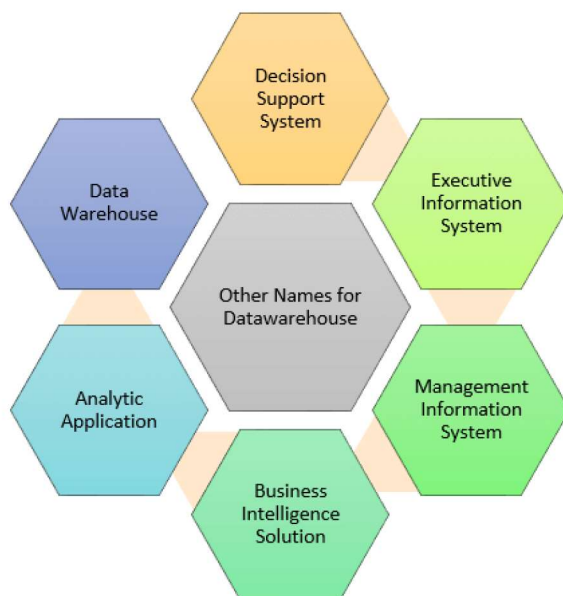 Decision
Support
System
Data
Warehouse
Executive
Information
System
Other Names for
Datawarehouse
Analytic
Application
Management
Information
System
Business
Intelligence
Solution